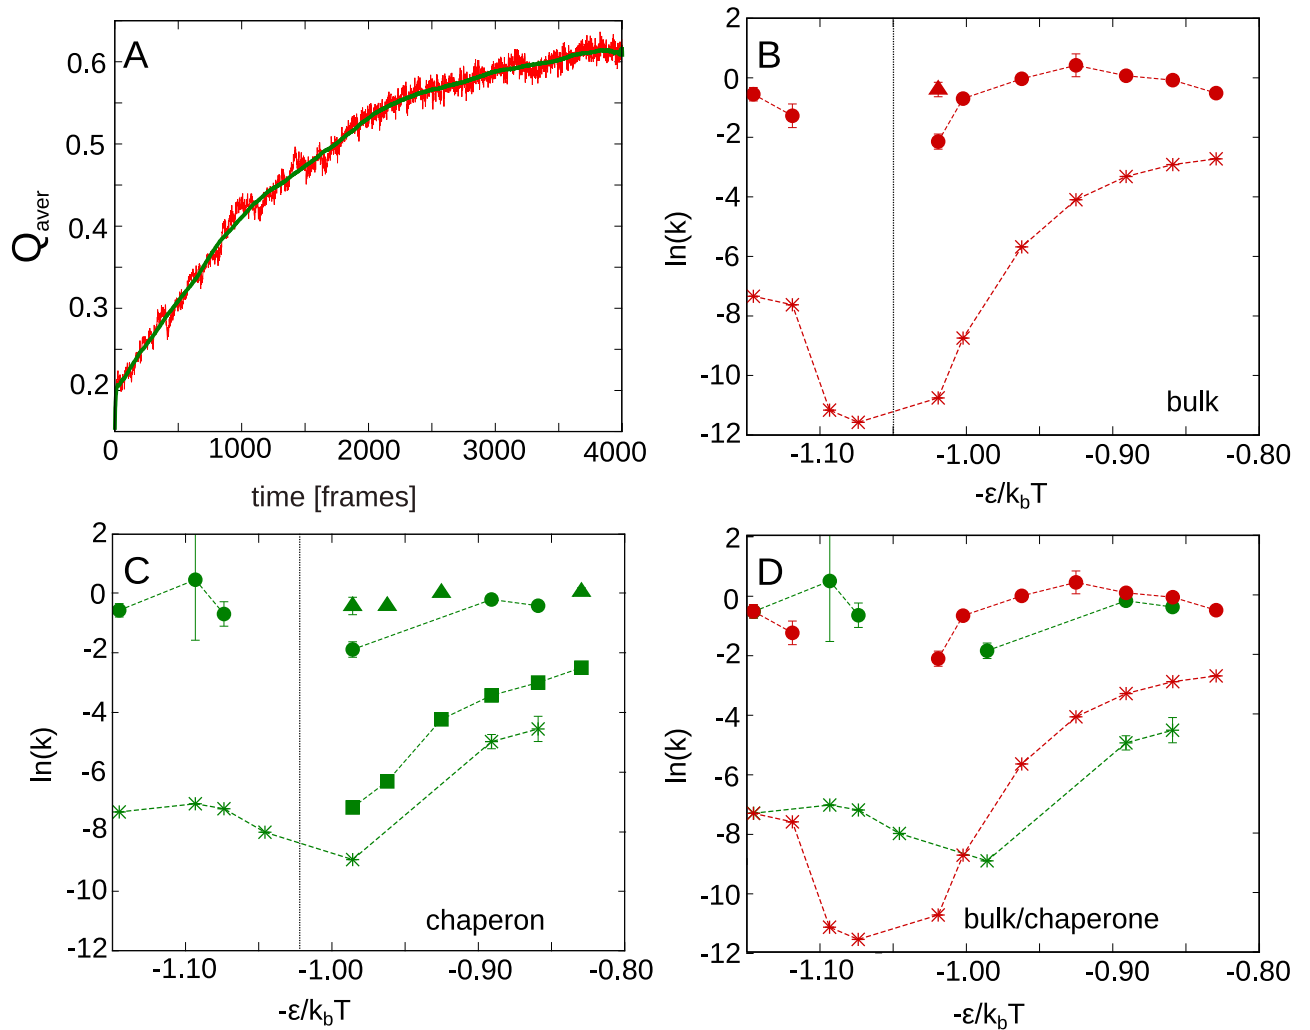 A
0.6
0.5
0.4
0.3
0.2
Q_aver
0 1000 2000 3000 4000
time [frames]
B
2
0
-2
-4
-6
-8
-10
-12
ln(k)
bulk
-1.10 -1.00 -0.90 -0.80
-ε/k_bT
C
2
0
-2
-4
-6
-8
-10
-12
ln(k)
chaperon
-1.10 -1.00 -0.90 -0.80
-ε/k_bT
D
2
0
-2
-4
-6
-8
-10
-12
ln(k)
bulk/chaperone
-1.10 -1.00 -0.90 -0.80
-ε/k_bT